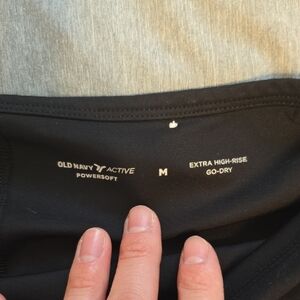 OLD NAVY ACTIVE
POWERSOFT
M
EXTRA HIGH-RISE
GO-DRY